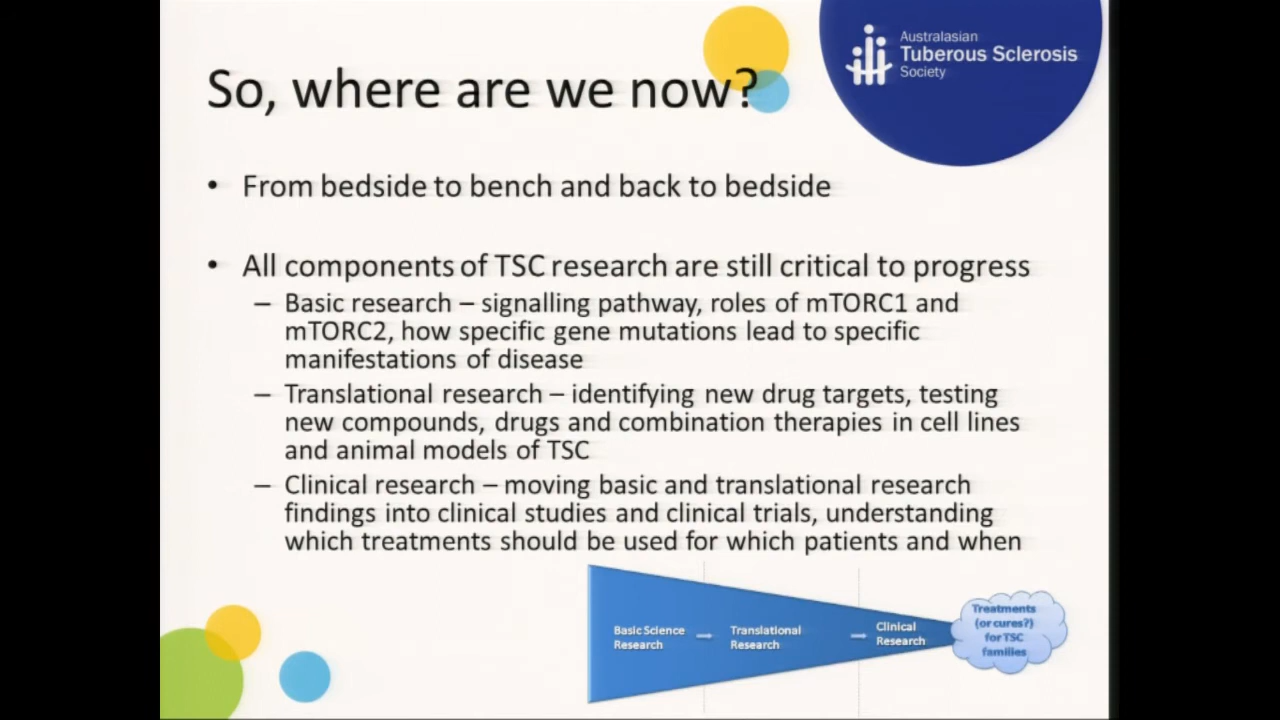 Australasian
Tuberous Sclerosis
Society
So, where are we now?
• From bedside to bench and back to bedside
• All components of TSC research are still critical to progress
– Basic research – signalling pathway, roles of mTORC1 and
mTORC2, how specific gene mutations lead to specific
manifestations of disease
– Translational research – identifying new drug targets, testing
new compounds, drugs and combination therapies in cell lines
and animal models of TSC
– Clinical research – moving basic and translational research
findings into clinical studies and clinical trials, understanding
which treatments should be used for which patients and when
Basic Science
Research
Translational
Research
Clinical
Research
Treatments
(or cures?)
for TSC
families